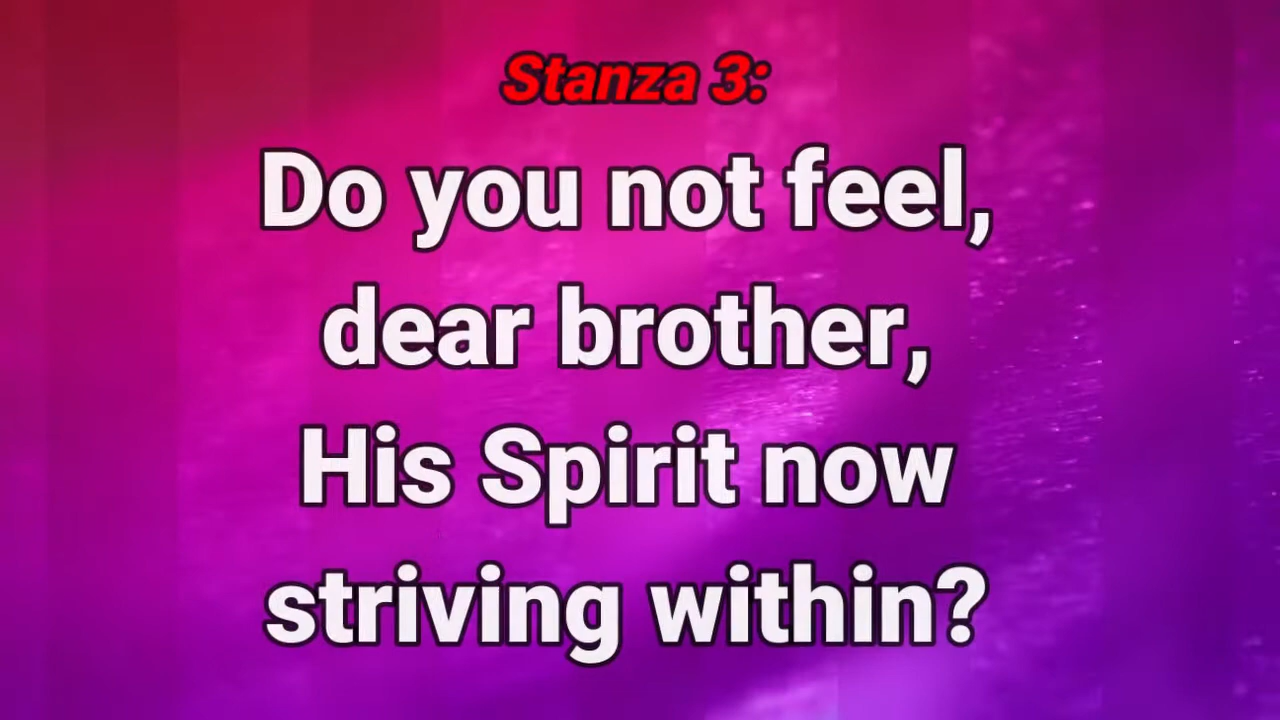 Stanza 3:
Do you not feel,
dear brother,
His Spirit now
striving within?